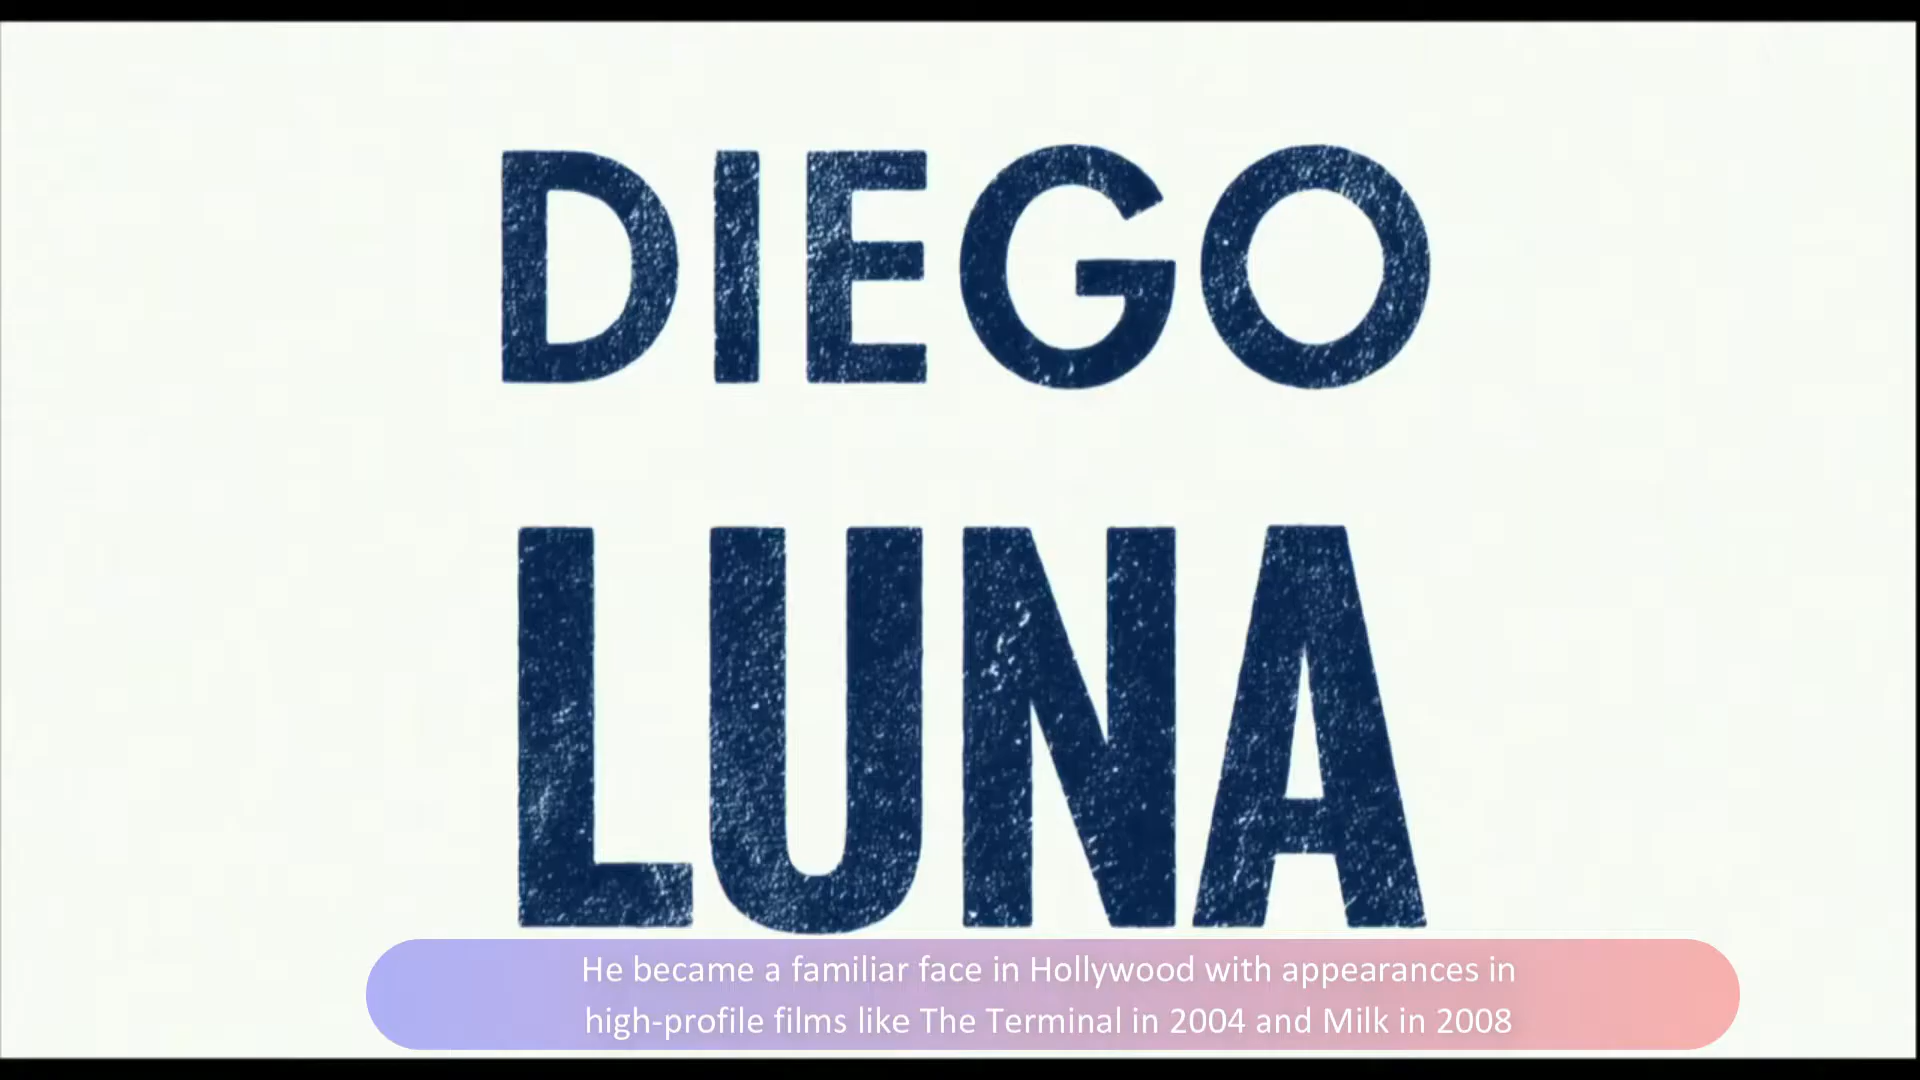 DIEGO
LUNA
He became a familiar face in Hollywood with appearances in
high-profile films like The Terminal in 2004 and Milk in 2008